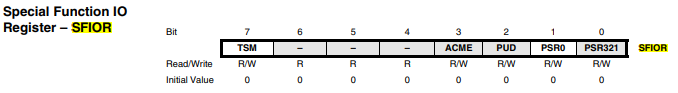 Special Function IO
Register – SFIOR
Bit 7 6 5 4 3 2 1 0
TSM – – – ACME PUD PSR0 PSR321 SFIOR
Read/Write R/W R R R R/W R/W R/W R/W
Initial Value 0 0 0 0 0 0 0 0